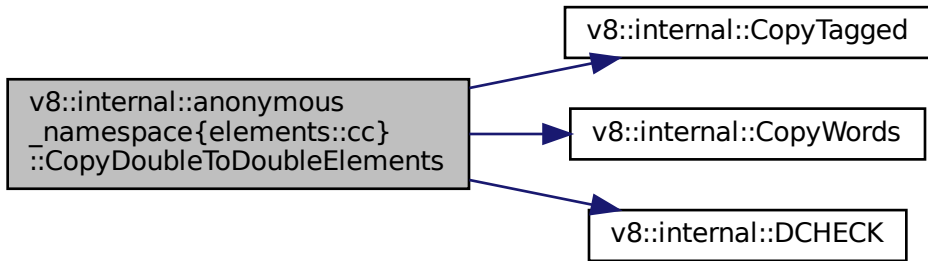 v8::internal::CopyTagged
v8::internal::anonymous
_namespace{elements::cc}
::CopyDoubleToDoubleElements
v8::internal::CopyWords
v8::internal::DCHECK